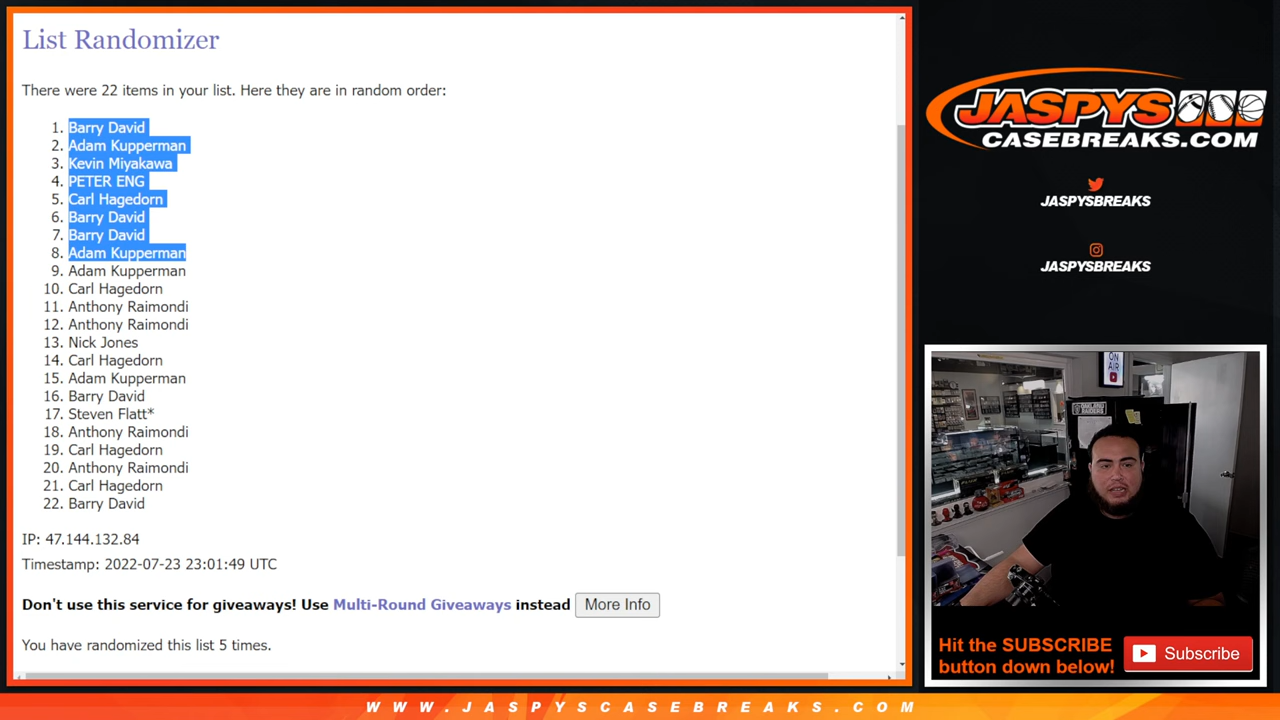 List Randomizer
There were 22 items in your list. Here they are in random order:
1. Barry David
2. Adam Kupperman
3. Kevin Miyakawa
4. PETER ENG
5. Carl Hagedorn
6. Barry David
7. Barry David
8. Adam Kupperman
9. Adam Kupperman
10. Carl Hagedorn
11. Anthony Raimondi
12. Anthony Raimondi
13. Nick Jones
14. Carl Hagedorn
15. Adam Kupperman
16. Barry David
17. Steven Flatt*
18. Anthony Raimondi
19. Carl Hagedorn
20. Anthony Raimondi
21. Carl Hagedorn
22. Barry David
IP: 47.144.132.84
Timestamp: 2022-07-23 23:01:49 UTC
Don't use this service for giveaways! Use Multi-Round Giveaways instead More Info
You have randomized this list 5 times.
JASPYS
CASEBREAKS.COM
JASPYSBREAKS
JASPYSBREAKS
ON
AIR
OAKLAND
RAIDERS
Hit the SUBSCRIBE
button down below!
Subscribe
WWW.JASPYSCASEBREAKS.COM